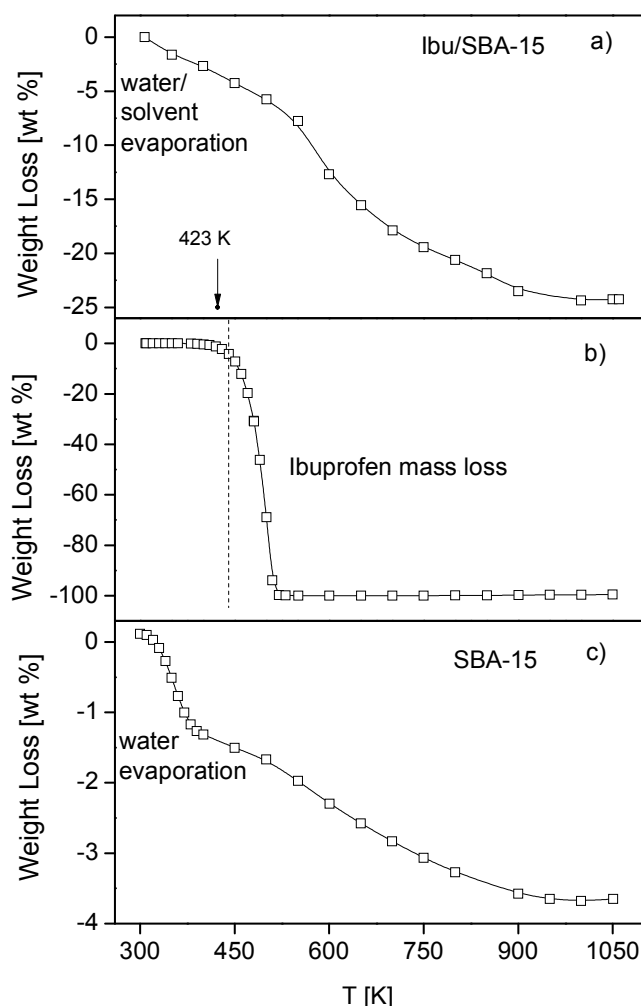 Ibu/SBA-15
a)
water/
solvent
evaporation
423 K
Weight Loss [wt %]
0
-5
-10
-15
-20
-25
b)
Ibuprofen mass loss
Weight Loss [wt %]
0
-20
-40
-60
-80
-100
SBA-15
c)
water
evaporation
Weight Loss [wt %]
0
-1
-2
-3
-4
300 450 600 750 900 1050
T [K]